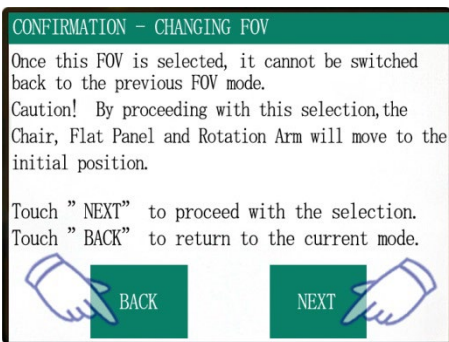 CONFIRMATION - CHANGING FOV
Once this FOV is selected, it cannot be switched
back to the previous FOV mode.
Caution! By proceeding with this selection,the
Chair, Flat Panel and Rotation Arm will move to the
initial position.
Touch ” NEXT” to proceed with the selection.
Touch ” BACK” to return to the current mode.
BACK
NEXT